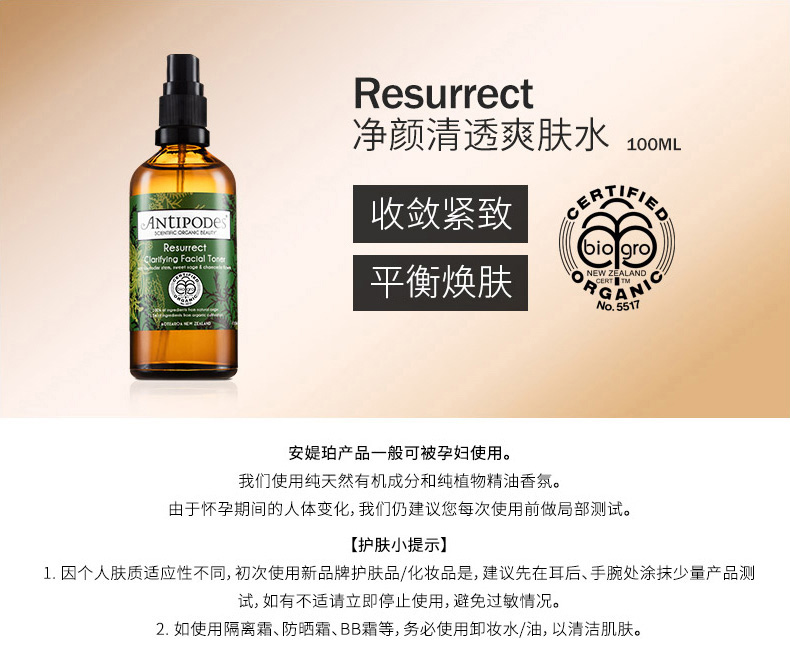 Resurrect
净颜清透爽肤水 100ML
收敛紧致
平衡焕肤
CERTIFIED
biogro
NEW ZEALAND
CERT TM
ORGANIC
No. 5517
ANTIPODES
SCIENTIFIC ORGANIC BEAUTY
Resurrect
Clarifying Facial Toner
CERTIFIED
biogro
ORGANIC
AOTEAROA NEW ZEALAND
安媞珀产品一般可被孕妇使用。
我们使用纯天然有机成分和纯植物精油香氛。
由于怀孕期间的人体变化,我们仍建议您每次使用前做局部测试。
【护肤小提示】
1. 因个人肤质适应性不同,初次使用新品牌护肤品/化妆品是,建议先在耳后、手腕处涂抹少量产品测
试,如有不适请立即停止使用,避免过敏情况。
2. 如使用隔离霜、防晒霜、BB霜等,务必使用卸妆水/油,以清洁肌肤。